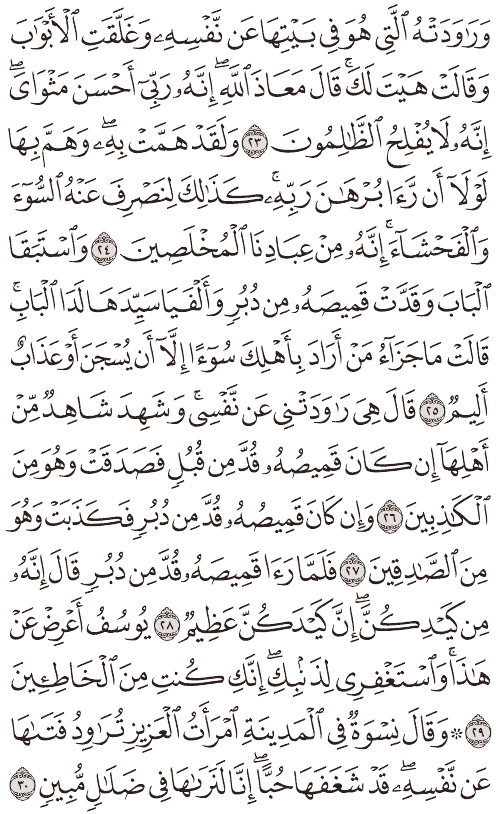 وَرَٰوَدَتۡهُ ٱلَّتِي هُوَ فِي بَيۡتِهَا عَن نَّفۡسِهِۦ وَغَلَّقَتِ ٱلۡأَبۡوَٰبَ
وَقَالَتۡ هَيۡتَ لَكَۚ قَالَ مَعَاذَ ٱللَّهِۖ إِنَّهُۥ رَبِّيٓ أَحۡسَنَ مَثۡوَايَۖ
إِنَّهُۥ لَا يُفۡلِحُ ٱلظَّٰلِمُونَ ٢٣ وَلَقَدۡ هَمَّتۡ بِهِۦۖ وَهَمَّ بِهَا
لَوۡلَآ أَن رَّءَا بُرۡهَٰنَ رَبِّهِۦۚ كَذَٰلِكَ لِنَصۡرِفَ عَنۡهُ ٱلسُّوٓءَ
وَٱلۡفَحۡشَآءَۚ إِنَّهُۥ مِنۡ عِبَادِنَا ٱلۡمُخۡلَصِينَ ٢٤ وَٱسۡتَبَقَا
ٱلۡبَابَ وَقَدَّتۡ قَمِيصَهُۥ مِن دُبُرٖ وَأَلۡفَيَا سَيِّدَهَا لَدَا ٱلۡبَابِۚ
قَالَتۡ مَا جَزَآءُ مَنۡ أَرَادَ بِأَهۡلِكَ سُوٓءًا إِلَّآ أَن يُسۡجَنَ أَوۡ عَذَابٌ
أَلِيمٞ ٢٥ قَالَ هِيَ رَٰوَدَتۡنِي عَن نَّفۡسِيۚ وَشَهِدَ شَاهِدٞ مِّنۡ
أَهۡلِهَآ إِن كَانَ قَمِيصُهُۥ قُدَّ مِن قُبُلٖ فَصَدَقَتۡ وَهُوَ مِنَ
ٱلۡكَٰذِبِينَ ٢٦ وَإِن كَانَ قَمِيصُهُۥ قُدَّ مِن دُبُرٖ فَكَذَبَتۡ وَهُوَ
مِنَ ٱلصَّٰدِقِينَ ٢٧ فَلَمَّا رَءَا قَمِيصَهُۥ قُدَّ مِن دُبُرٖ قَالَ إِنَّهُۥ
مِن كَيۡدِكُنَّۖ إِنَّ كَيۡدَكُنَّ عَظِيمٞ ٢٨ يُوسُفُ أَعۡرِضۡ عَنۡ
هَٰذَاۚ وَٱسۡتَغۡفِرِي لِذَنۢبِكِۖ إِنَّكِ كُنتِ مِنَ ٱلۡخَاطِـِٔينَ
٢٩ ۞ وَقَالَ نِسۡوَةٞ فِي ٱلۡمَدِينَةِ ٱمۡرَأَتُ ٱلۡعَزِيزِ تُرَٰوِدُ فَتَىٰهَا
عَن نَّفۡسِهِۦۖ قَدۡ شَغَفَهَا حُبًّاۖ إِنَّا لَنَرَىٰهَا فِي ضَلَٰلٖ مُّبِينٖ ٣٠